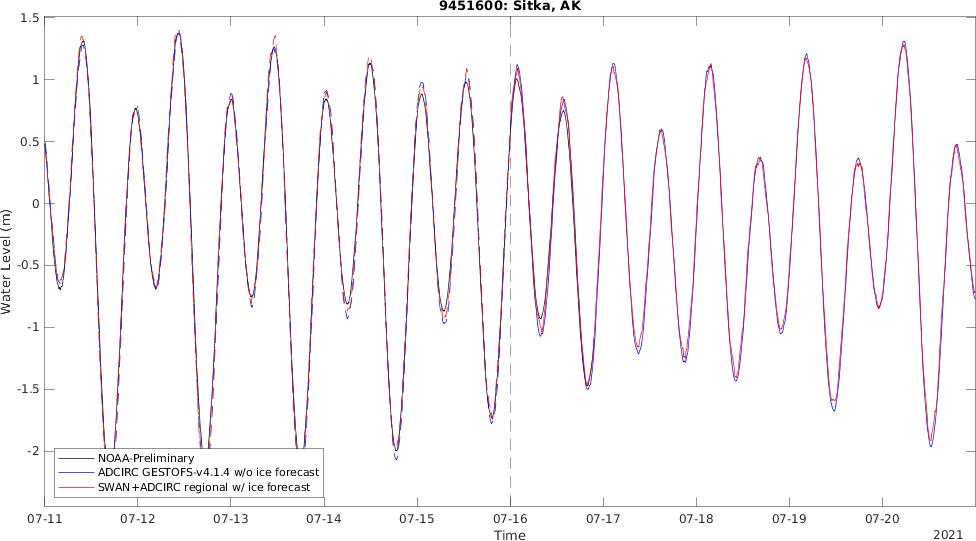 9451600: Sitka, AK
1.5
1
0.5
0
-0.5
-1
-1.5
-2
Water Level (m)
NOAA-Preliminary
ADCIRC GESTOFS-v4.1.4 w/o ice forecast
SWAN+ADCIRC regional w/ ice forecast
07-11 07-12 07-13 07-14 07-15 07-16 07-17 07-18 07-19 07-20
Time
2021